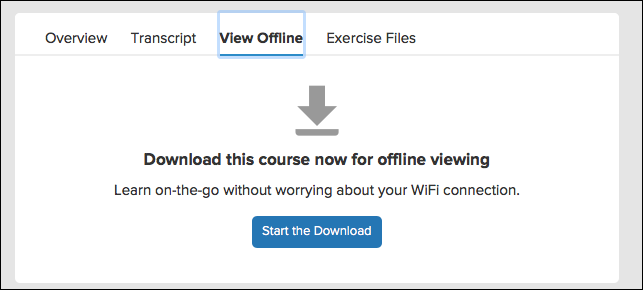 Overview Transcript View Offline Exercise Files
Download this course now for offline viewing
Learn on-the-go without worrying about your WiFi connection.
Start the Download